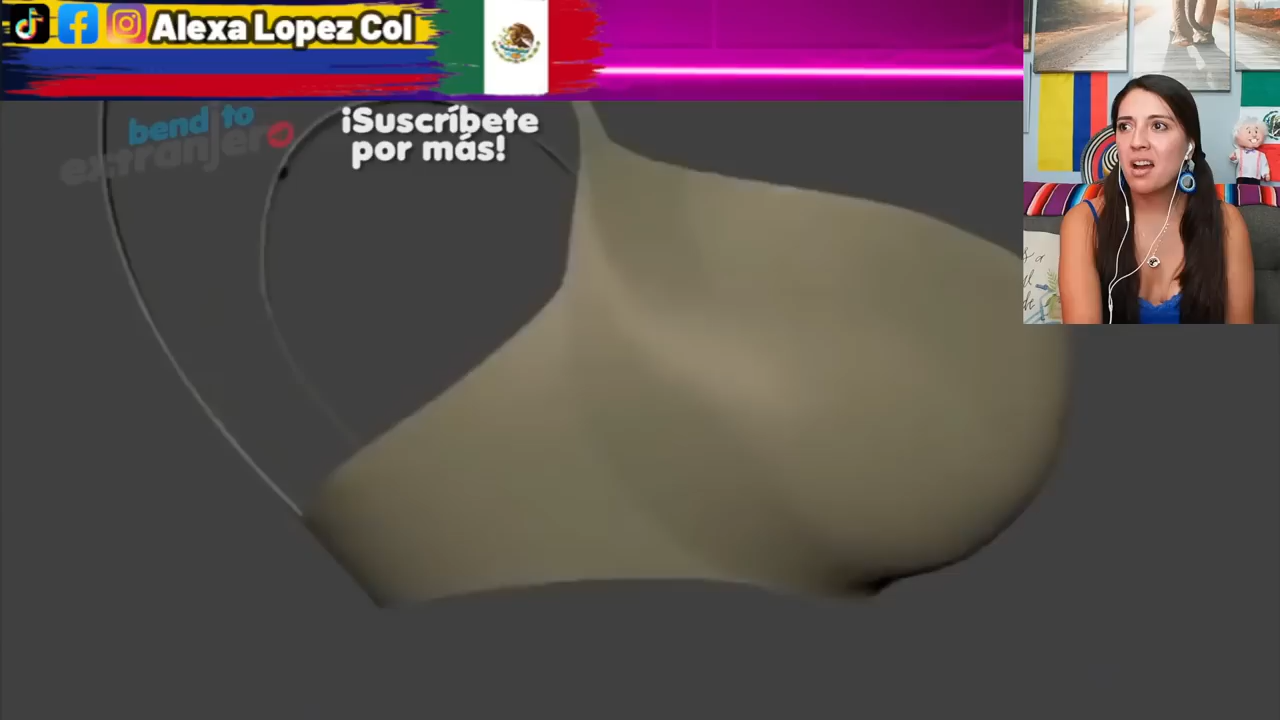 Alexa Lopez Col
bend to
extranjero
¡Suscríbete
por más!